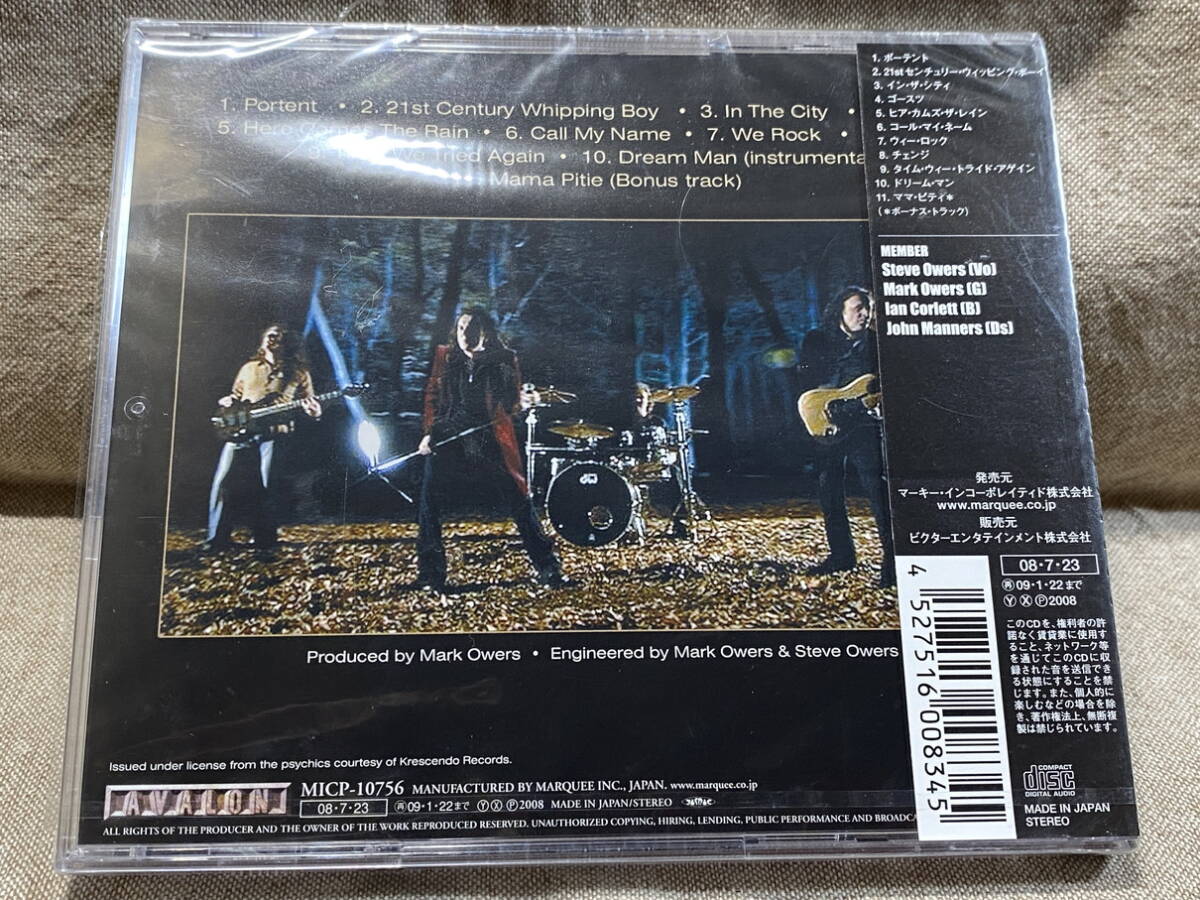 1. Portent • 2. 21st Century Whipping Boy • 3. In The City •
5. Here Comes The Rain • 6. Call My Name • 7. We Rock •
We Tried Again • 10. Dream Man (instrumenta
Mama Pitie (Bonus track)
Produced by Mark Owers • Engineered by Mark Owers & Steve Owers
Issued under license from the psychics courtesy of Krescendo Records.
AVALON
MICP-10756 MANUFACTURED BY MARQUEE INC., JAPAN. www.marquee.co.jp
08・7・23 再09・1・22まで Ⓨ Ⓧ Ⓟ2008 MADE IN JAPAN/STEREO JASRAC
ALL RIGHTS OF THE PRODUCER AND THE OWNER OF THE WORK REPRODUCED RESERVED. UNAUTHORIZED COPYING, HIRING, LENDING, PUBLIC PERFORMANCE AND BROADCA
1. ポーテント
2. 21stセンチュリー・ウィッピング・ボーイ
3. イン・ザ・シティ
4. ゴースツ
5. ヒア・カムズ・ザ・レイン
6. コール・マイ・ネーム
7. ウィー・ロック
8. チェンジ
9. タイム・ウィー・トライド・アゲイン
10. ドリーム・マン
11. ママ・ピティ*
(*ボーナス・トラック)
MEMBER
Steve Owers (Vo)
Mark Owers (G)
Ian Corlett (B)
John Manners (Ds)
発売元
マーキー・インコーポレイティド株式会社
www.marquee.co.jp
販売元
ビクターエンタテインメント株式会社
08・7・23
再09・1・22まで
Ⓨ Ⓧ Ⓟ2008
このCDを、権利者の許
諾なく賃貸業に使用す
ること、ネットワーク等
を通じてこのCDに収
録された音を送信でき
る状態にすることを禁
じます。また、個人的に
楽しむなどの場合を除
き、著作権法上、無断複
製は禁じられています。
4 527516 008345
COMPACT
disc
DIGITAL AUDIO
MADE IN JAPAN
STEREO